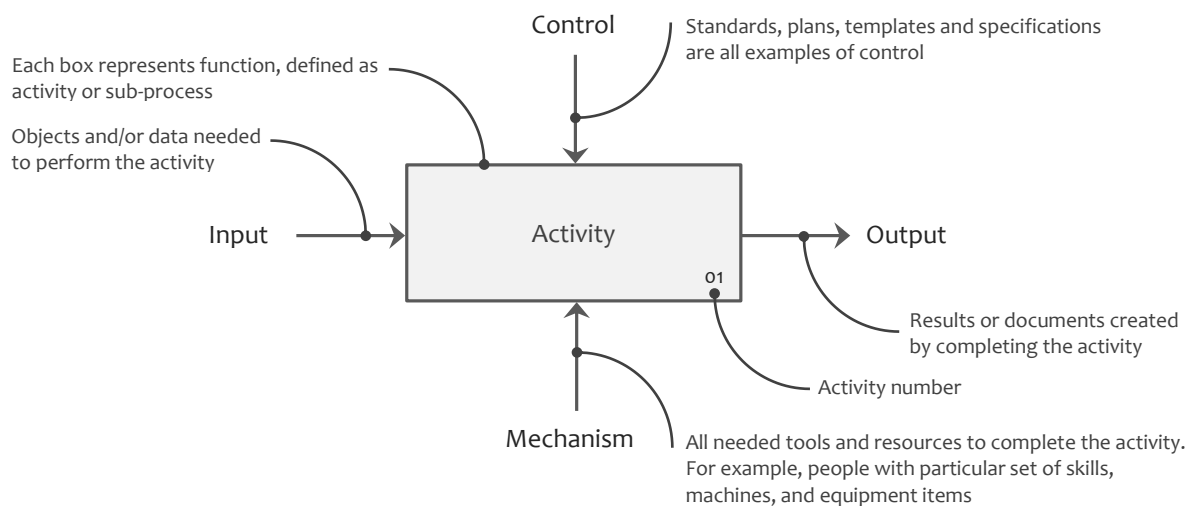 Control
Standards, plans, templates and specifications
are all examples of control
Each box represents function, defined as
activity or sub-process
Objects and/or data needed
to perform the activity
Input
Activity
01
Output
Results or documents created
by completing the activity
Activity number
Mechanism
All needed tools and resources to complete the activity.
For example, people with particular set of skills,
machines, and equipment items